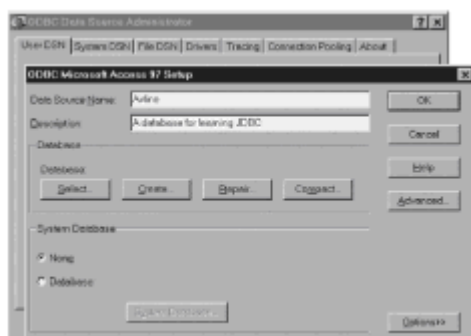 ODBC Data Source Administrator
User DSN System DSN File DSN Drivers Tracing Connection Pooling About
ODBC Microsoft Access 97 Setup
Data Source Name: Airline
OK
Description: A database for learning JDBC
Cancel
Database
Database:
Help
Select... Create... Repair... Compact...
Advanced...
System Database
None
Database
System Database...
Options>>